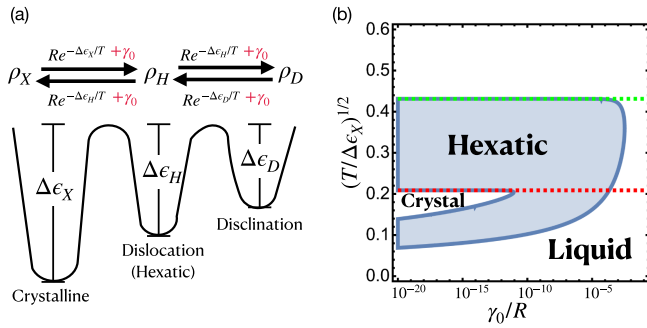 (a)
Re^{-Δϵ_X/T} +γ_0
Re^{-Δϵ_H/T} +γ_0
ρ_X
ρ_H
ρ_D
Re^{-Δϵ_H/T} +γ_0
Re^{-Δϵ_D/T} +γ_0
Δϵ_X
Δϵ_H
Δϵ_D
Disclination
Dislocation
(Hexatic)
Crystalline
(b)
(T/Δϵ_X)^{1/2}
0.6
0.4
0.3
0.2
0.1
0.0
Hexatic
Crystal
Liquid
10^{-20}
10^{-15}
10^{-10}
10^{-5}
γ_0/R